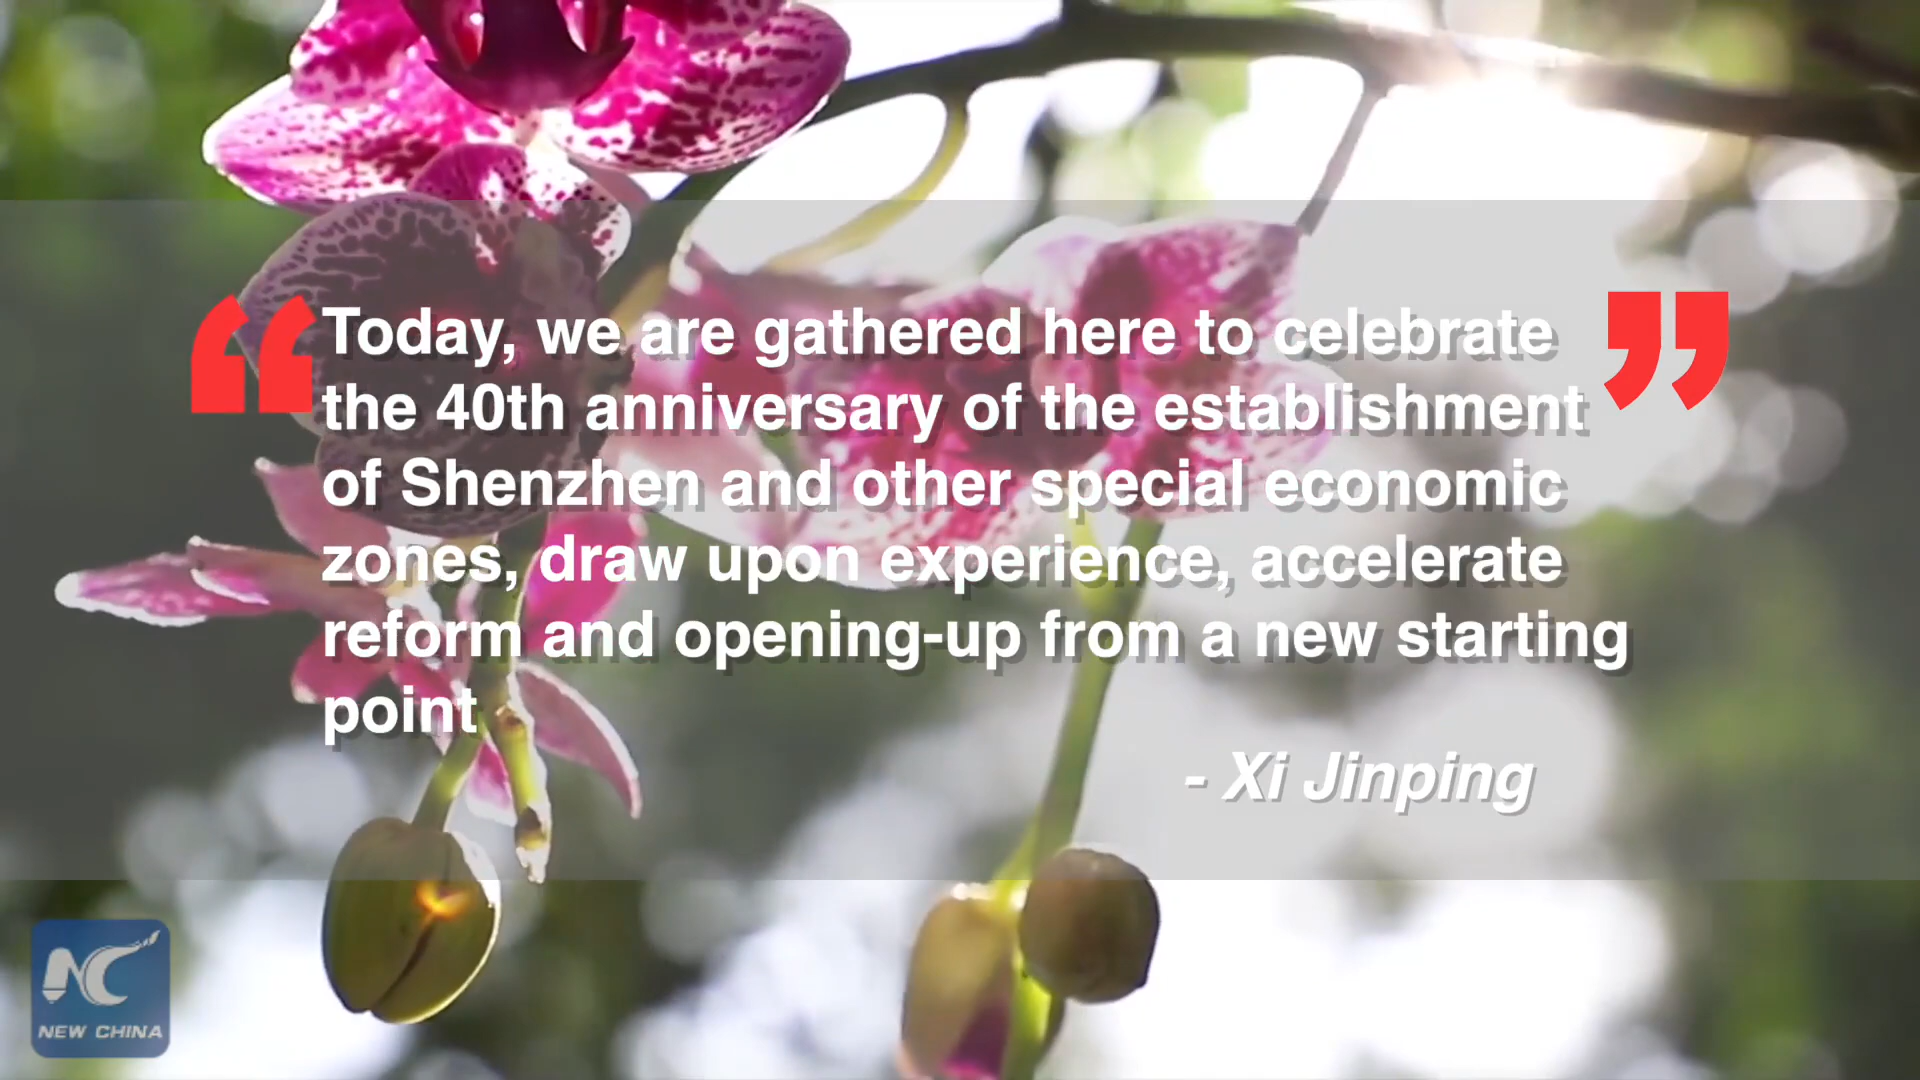 “Today, we are gathered here to celebrate ”
the 40th anniversary of the establishment
of Shenzhen and other special economic
zones, draw upon experience, accelerate
reform and opening-up from a new starting
point
- Xi Jinping
NC
NEW CHINA